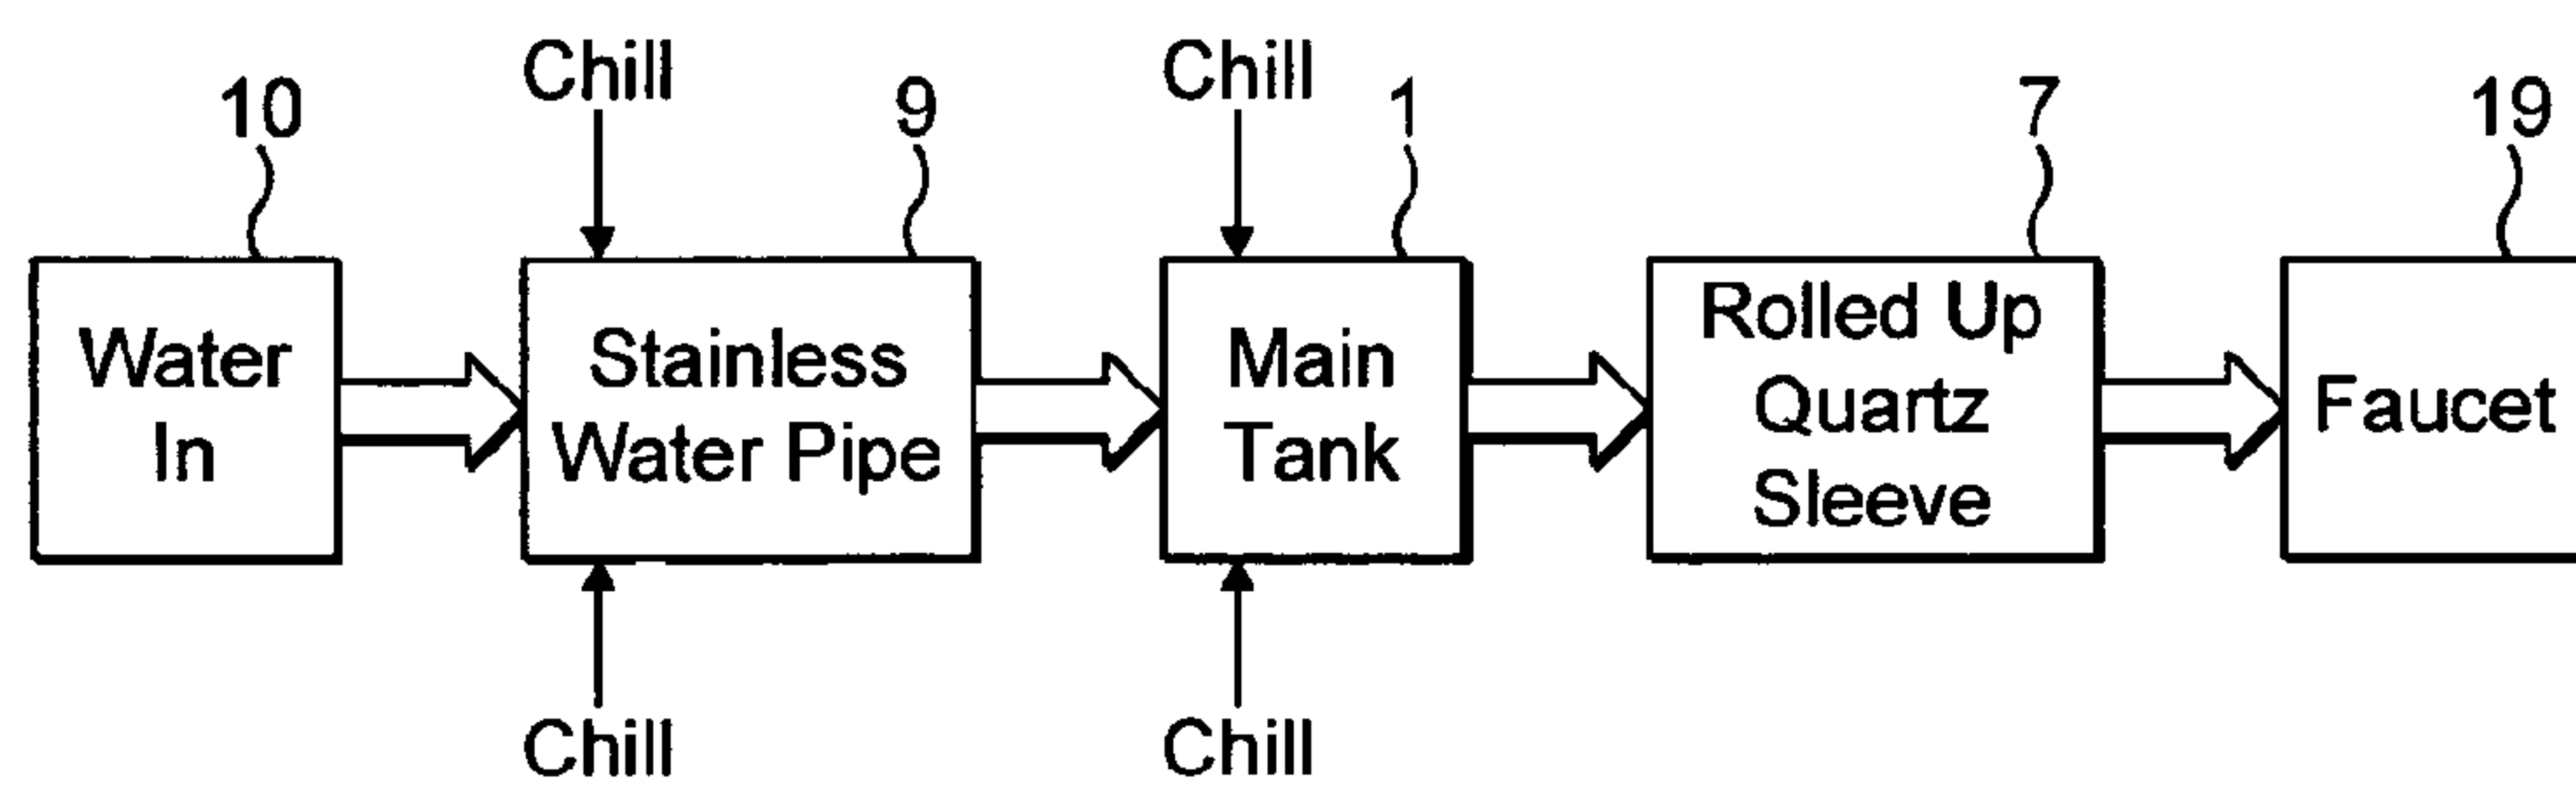 Chill
Chill
10
9
1
7
19
Water
In
Stainless
Water Pipe
Main
Tank
Rolled Up
Quartz
Sleeve
Faucet
Chill
Chill